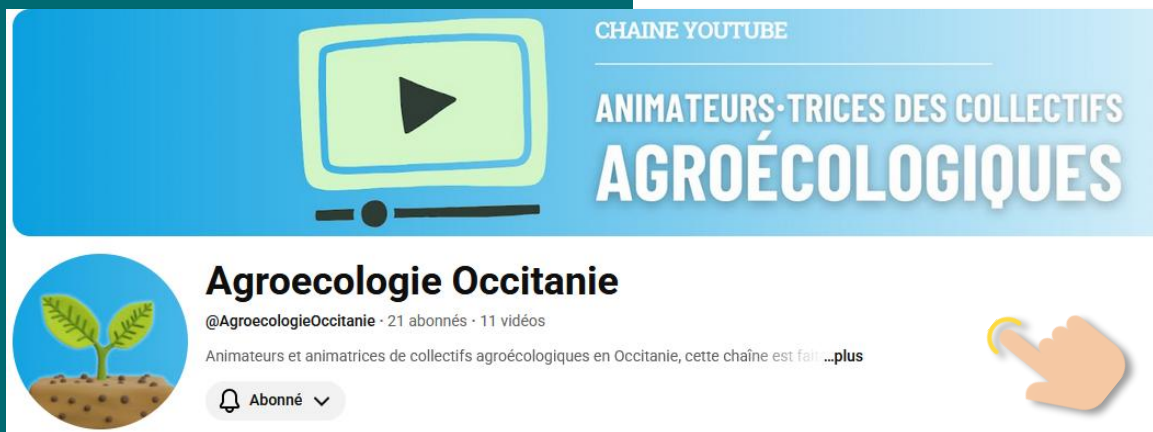 CHAINE YOUTUBE
ANIMATEURS·TRICES DES COLLECTIFS
AGROÉCOLOGIQUES
Agroecologie Occitanie
@AgroecologieOccitanie · 21 abonnés · 11 vidéos
Animateurs et animatrices de collectifs agroécologiques en Occitanie, cette chaîne est ...plus
Abonné